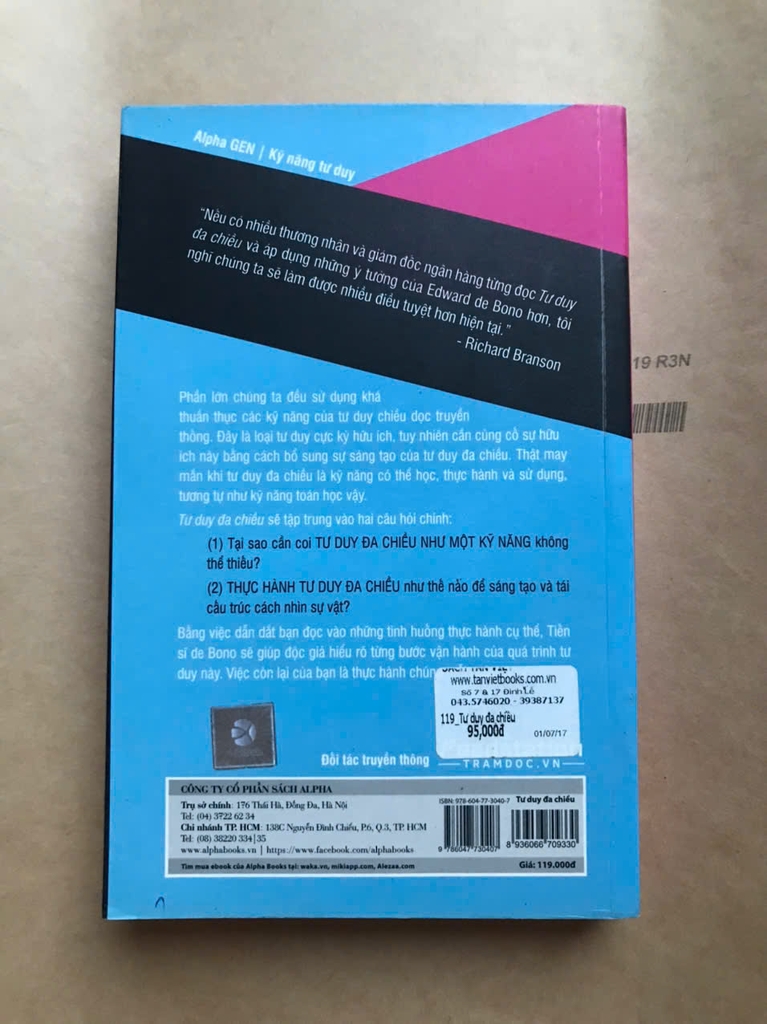 Alpha GEN | Kỹ năng tư duy
"Nếu có nhiều thương nhân và giám đốc ngân hàng từng đọc Tư duy
đa chiều và áp dụng những ý tưởng của Edward de Bono hơn, tôi
nghĩ chúng ta sẽ làm được nhiều điều tuyệt hơn hiện tại."
- Richard Branson
19 R3N
Phần lớn chúng ta đều sử dụng khá
thuần thục các kỹ năng của tư duy chiều dọc truyền
thống. Đây là loại tư duy cực kỳ hữu ích, tuy nhiên cần củng cố sự hữu
ích này bằng cách bổ sung sự sáng tạo của tư duy đa chiều. Thật may
mắn khi tư duy đa chiều là kỹ năng có thể học, thực hành và sử dụng,
tương tự như kỹ năng toán học vậy.
Tư duy đa chiều sẽ tập trung vào hai câu hỏi chính:
(1) Tại sao cần coi TƯ DUY ĐA CHIỀU NHƯ MỘT KỸ NĂNG không
thể thiếu?
(2) THỰC HÀNH TƯ DUY ĐA CHIỀU như thế nào để sáng tạo và tái
cấu trúc cách nhìn sự vật?
Bằng việc dẫn dắt bạn đọc vào những tình huống thực hành cụ thể, Tiến
sĩ de Bono sẽ giúp độc giả hiểu rõ từng bước vận hành của quá trình tư
duy này. Việc còn lại của bạn là thực hành
www.tanvietbooks.com.vn
Số 7 & 17 Đinh Lễ
043.5746020 - 39387137
119_Tư duy đa chiều
95,000đ 01/07/17
Đối tác truyền thông
TRAMDOC.VN
CÔNG TY CỔ PHẦN SÁCH ALPHA
Trụ sở chính: 176 Thái Hà, Đống Đa, Hà Nội
Tel: (04) 3722 62 34
Chi nhánh TP. HCM: 138C Nguyễn Đình Chiểu, P.6, Q.3, TP. HCM
Tel: (08) 38220 334|35
www.alphabooks.vn | https://www.facebook.com/alphabooks
Tìm mua ebook của Alpha Books tại: waka.vn, mikiapp.com, Alezaa.com
ISBN: 978-604-77-3040-7 Tư duy đa chiều
9 786047 730407 8 936066 709330
Giá: 119.000đ